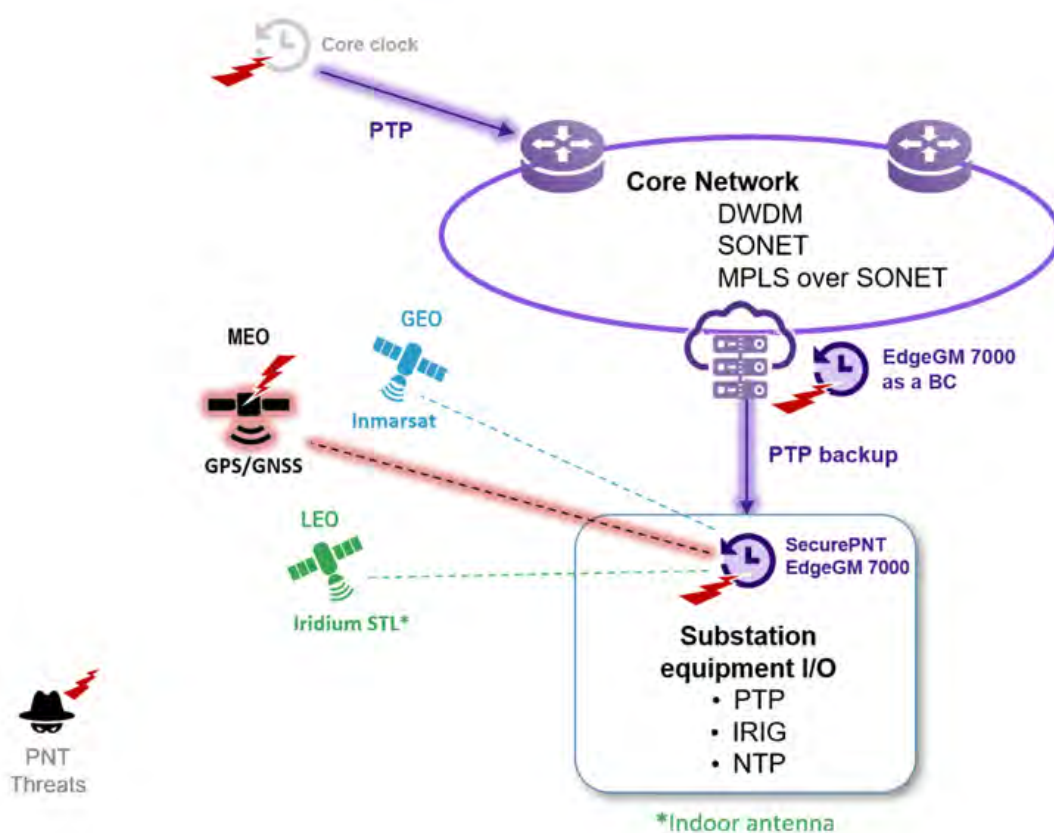 Core clock
PTP
Core Network
DWDM
SONET
MPLS over SONET
GEO
Inmarsat
MEO
GPS/GNSS
EdgeGM 7000
as a BC
PTP backup
LEO
Iridium STL*
SecurePNT
EdgeGM 7000
Substation
equipment I/O
• PTP
• IRIG
• NTP
PNT
Threats
*Indoor antenna